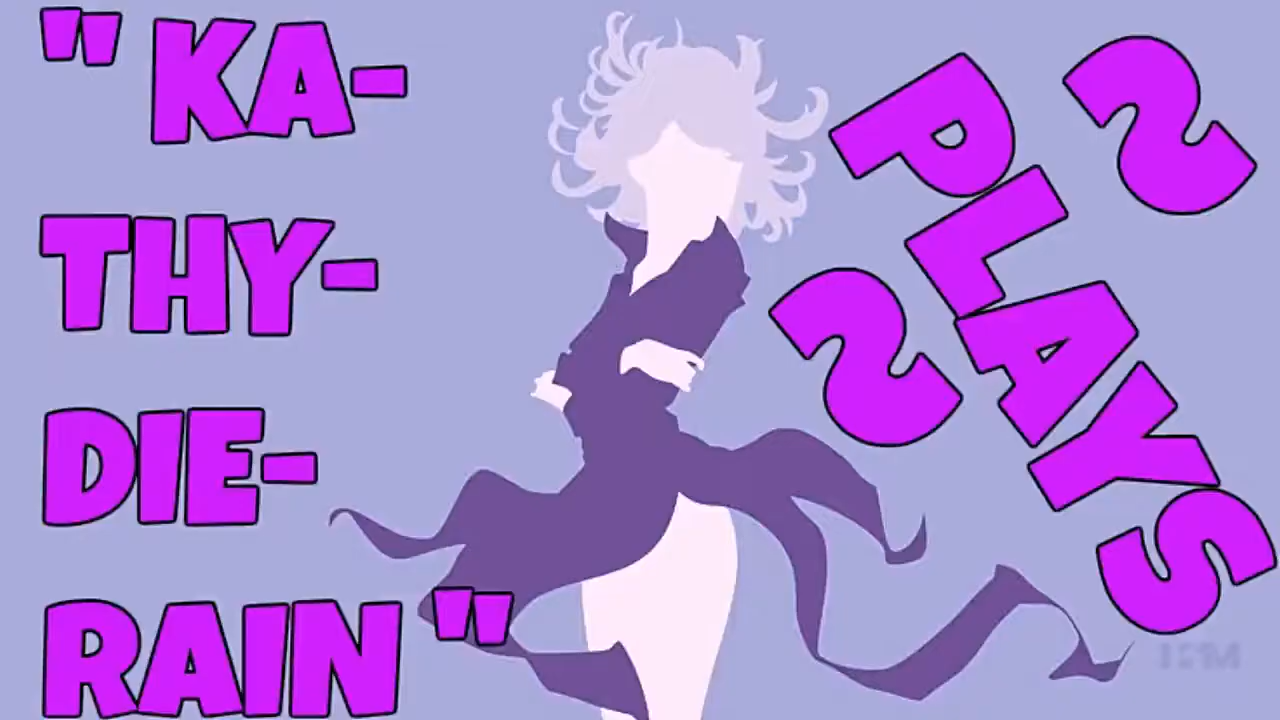 " KA-
THY-
DIE-
RAIN "
S
PLAYS
S